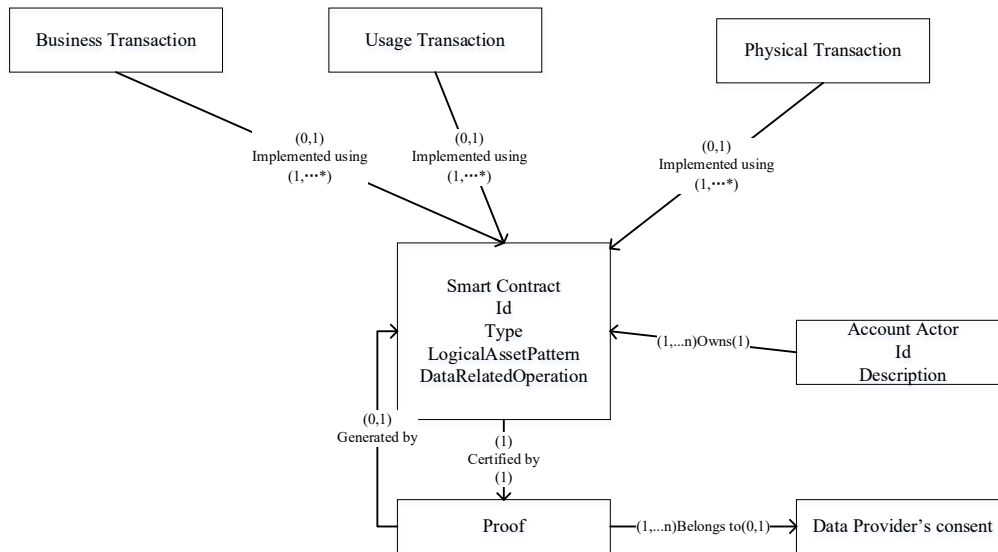 Business Transaction
Usage Transaction
Physical Transaction
(0,1)
Implemented using
(1,⋯*)
(0,1)
Implemented using
(1,⋯*)
(0,1)
Implemented using
(1,⋯*)
Smart Contract
Id
Type
LogicalAssetPattern
DataRelatedOperation
(1,...n)Owns(1)
Account Actor
Id
Description
(0,1)
Generated by
(1)
Certified by
(1)
Proof
(1,...n)Belongs to(0,1)
Data Provider’s consent